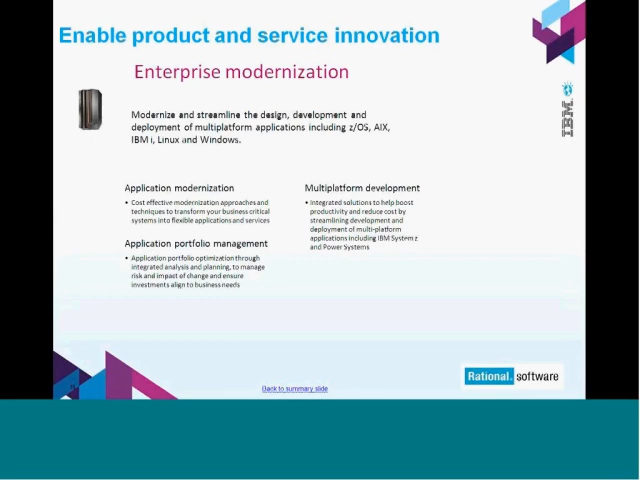 Enable product and service innovation
Enterprise modernization
IBM
Modernize and streamline the design, development and
deployment of multiplatform applications including z/OS, AIX,
IBM i, Linux and Windows.
Application modernization
• Cost effective modernization approaches and
techniques to transform your business critical
systems into flexible applications and services
Application portfolio management
• Application portfolio optimization through
integrated analysis and planning, to manage
risk and impact of change and ensure
investments align to business needs
Multiplatform development
• Integrated solutions to help boost
productivity and reduce cost by
streamlining development and
deployment of multi-platform
applications including IBM System z
and Power Systems
Back to summary slide
Rational. software